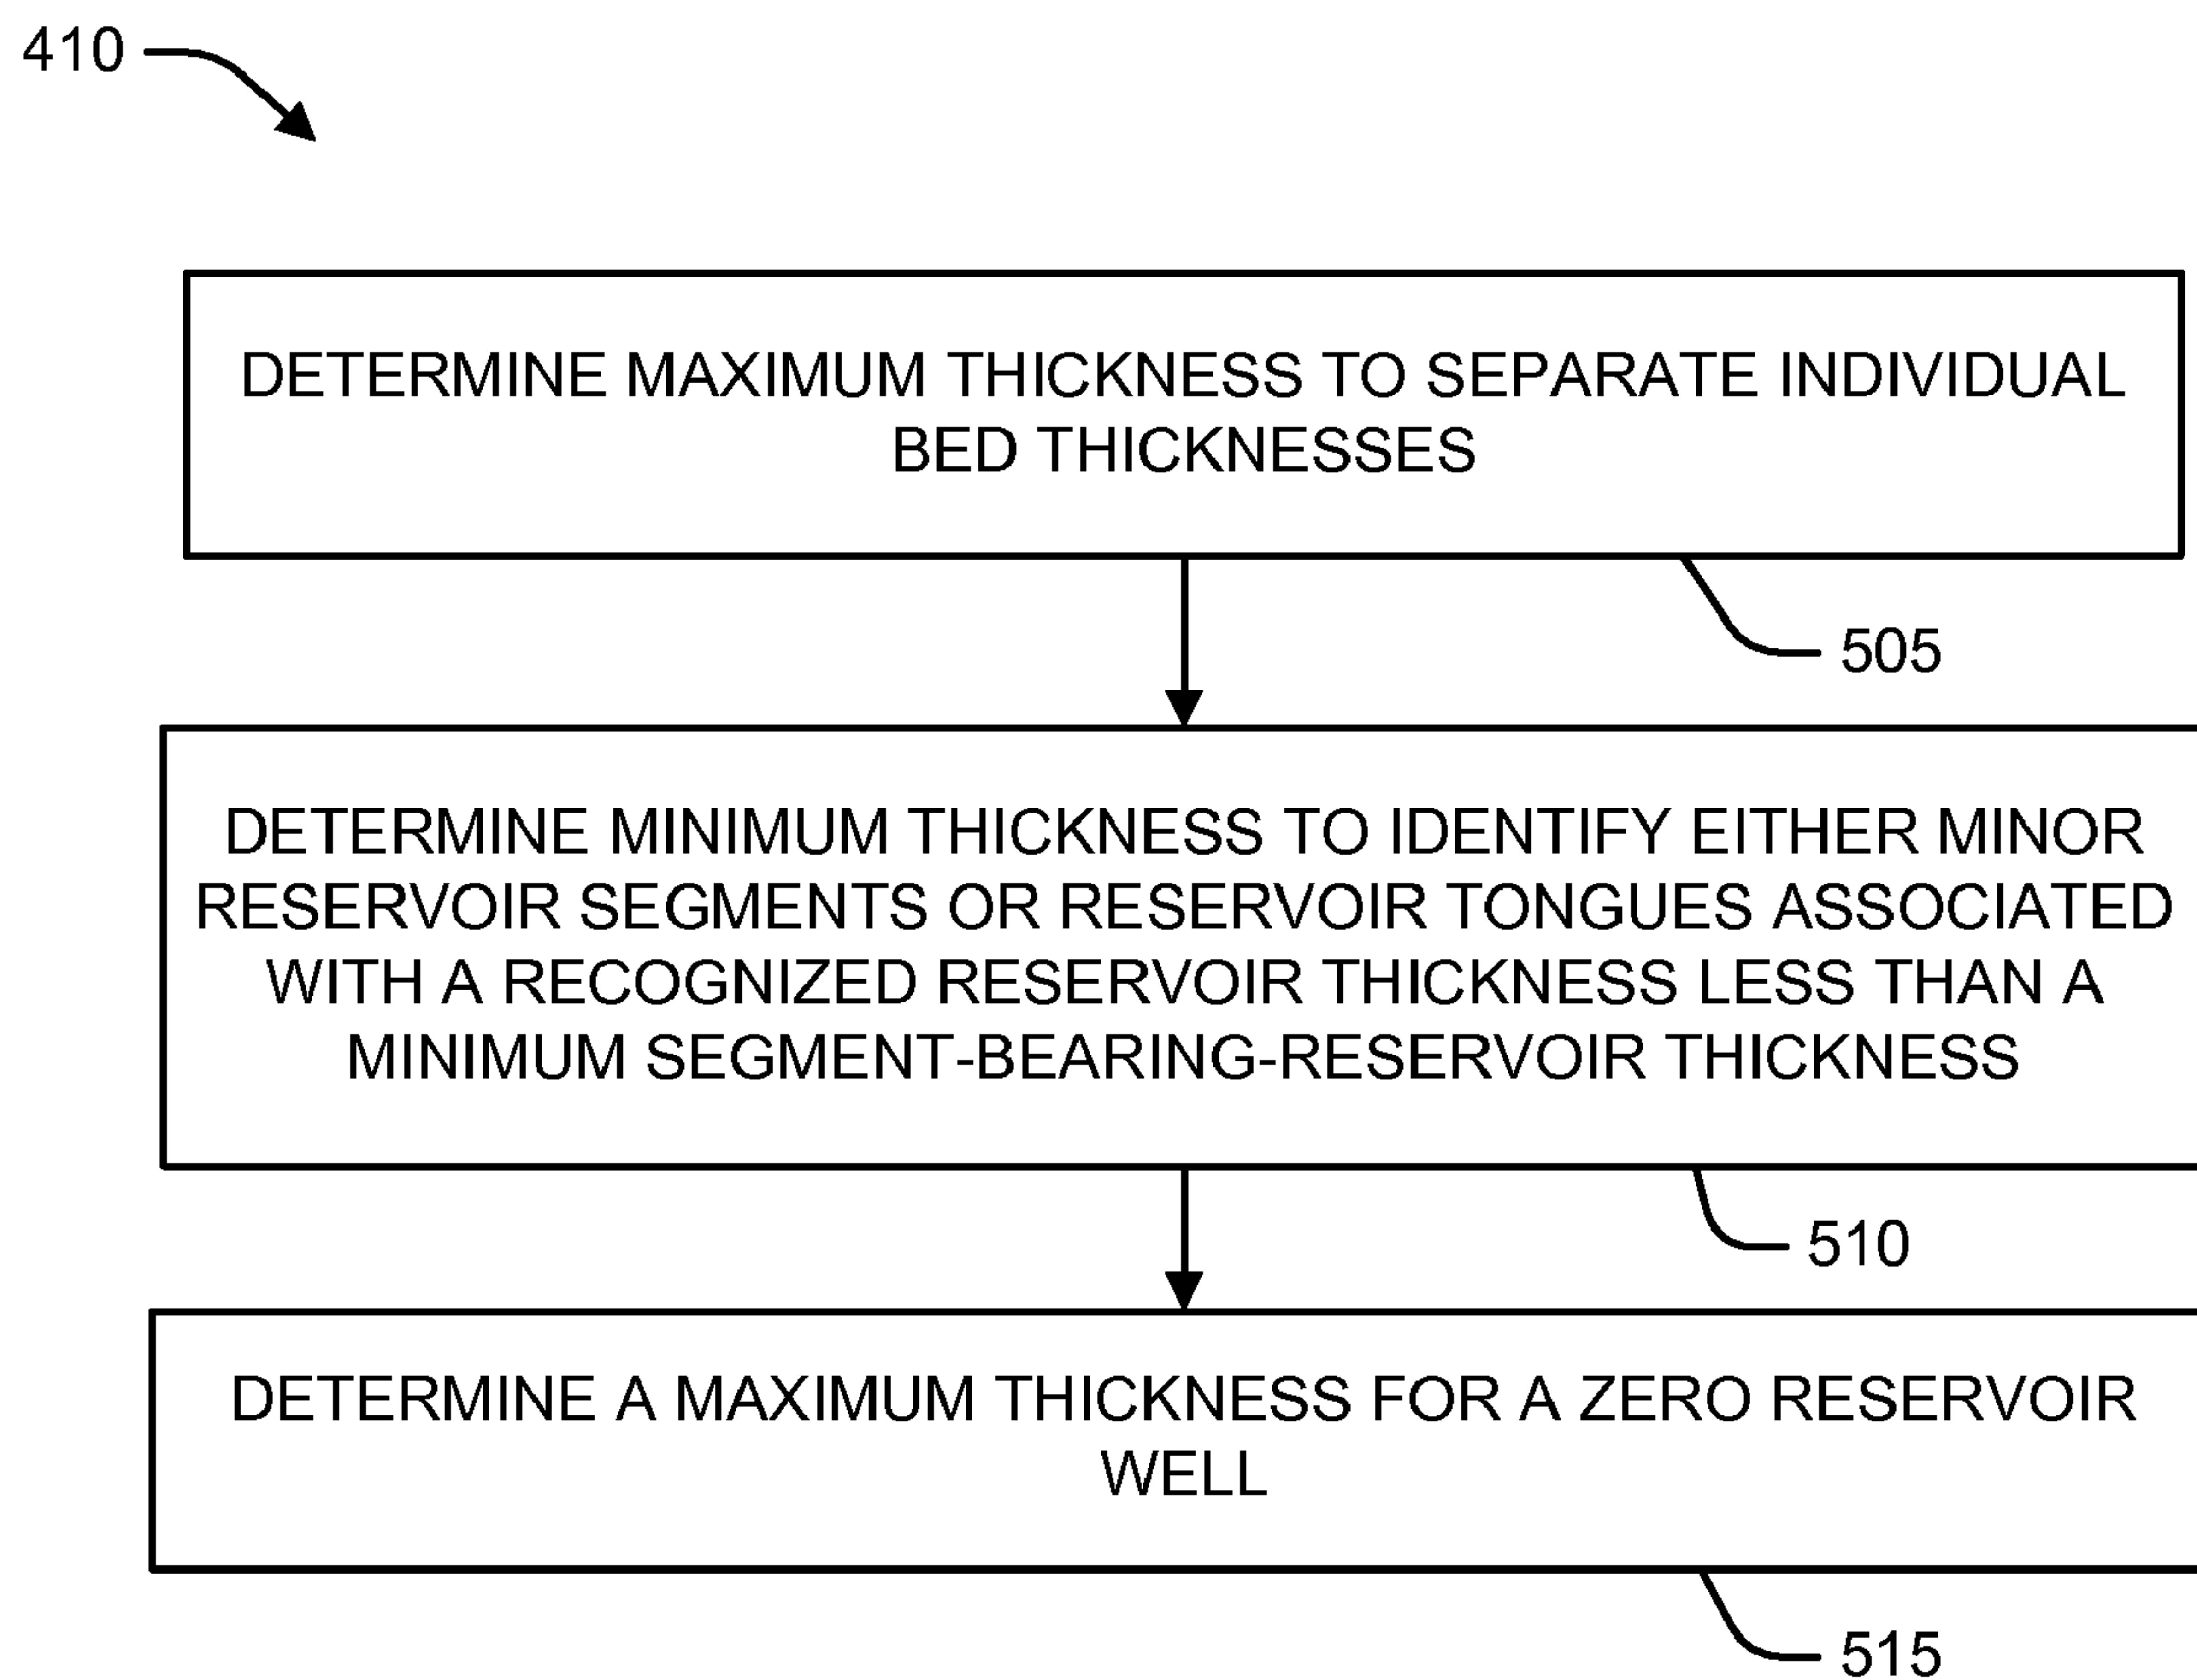 410
DETERMINE MAXIMUM THICKNESS TO SEPARATE INDIVIDUAL
BED THICKNESSES
505
DETERMINE MINIMUM THICKNESS TO IDENTIFY EITHER MINOR
RESERVOIR SEGMENTS OR RESERVOIR TONGUES ASSOCIATED
WITH A RECOGNIZED RESERVOIR THICKNESS LESS THAN A
MINIMUM SEGMENT-BEARING-RESERVOIR THICKNESS
510
DETERMINE A MAXIMUM THICKNESS FOR A ZERO RESERVOIR
WELL
515